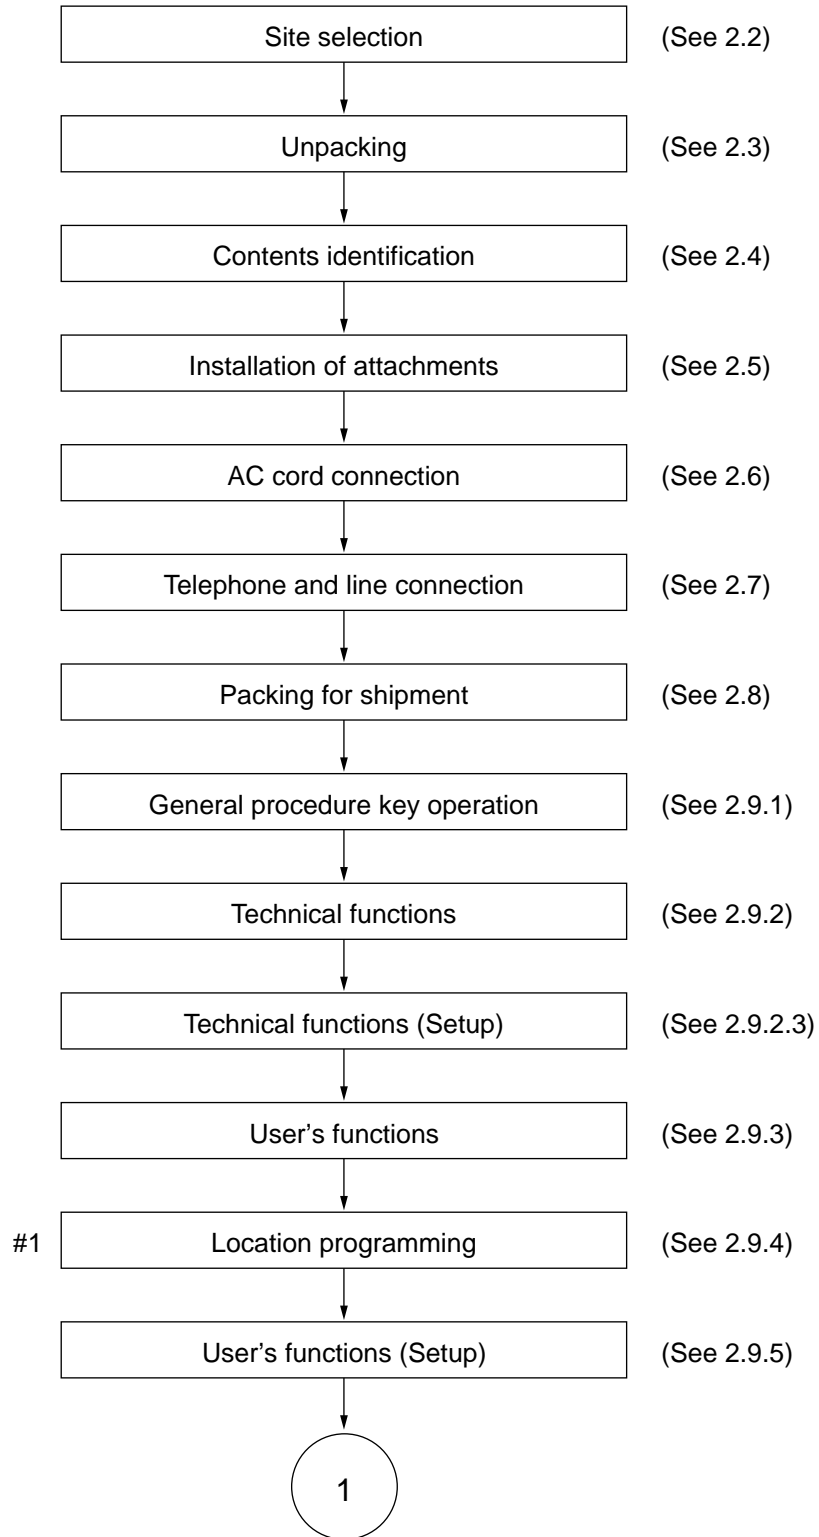 Site selection (See 2.2)
Unpacking (See 2.3)
Contents identification (See 2.4)
Installation of attachments (See 2.5)
AC cord connection (See 2.6)
Telephone and line connection (See 2.7)
Packing for shipment (See 2.8)
General procedure key operation (See 2.9.1)
Technical functions (See 2.9.2)
Technical functions (Setup) (See 2.9.2.3)
User’s functions (See 2.9.3)
#1 Location programming (See 2.9.4)
User’s functions (Setup) (See 2.9.5)
1